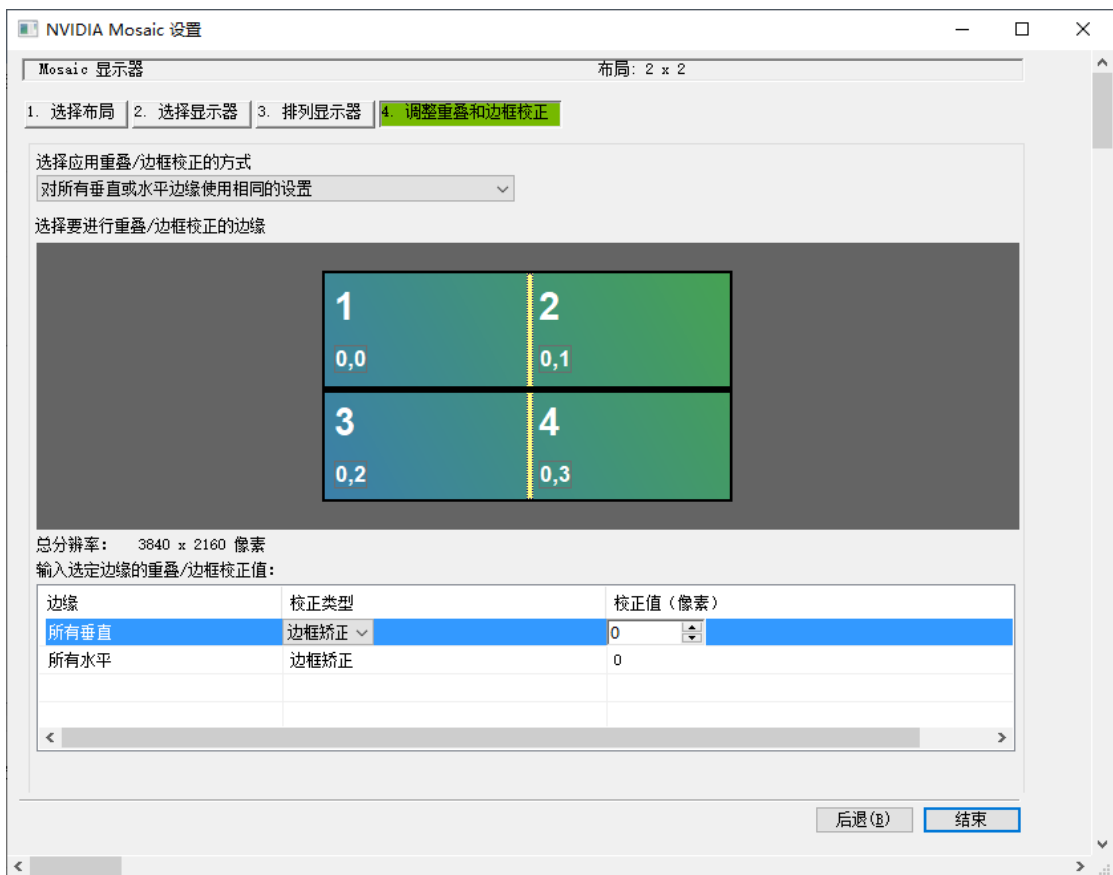 NVIDIA Mosaic 设置
Mosaic 显示器 布局: 2 x 2
1. 选择布局 2. 选择显示器 3. 排列显示器 4. 调整重叠和边框校正
选择应用重叠/边框校正的方式
对所有垂直或水平边缘使用相同的设置
选择要进行重叠/边框校正的边缘
1 2
0,0 0,1
3 4
0,2 0,3
总分辨率: 3840 x 2160 像素
输入选定边缘的重叠/边框校正值:
边缘 校正类型 校正值（像素）
所有垂直 边框矫正 0
所有水平 边框矫正 0
后退(B) 结束